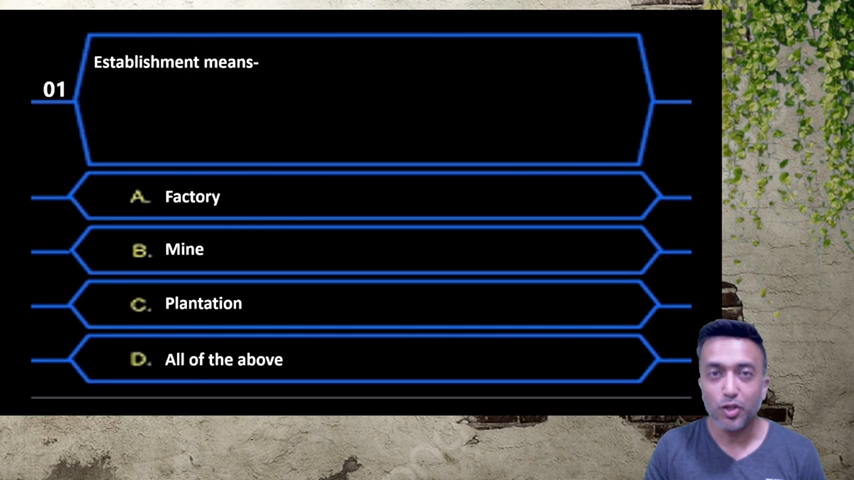 Establishment means-
01
A. Factory
B. Mine
C. Plantation
D. All of the above